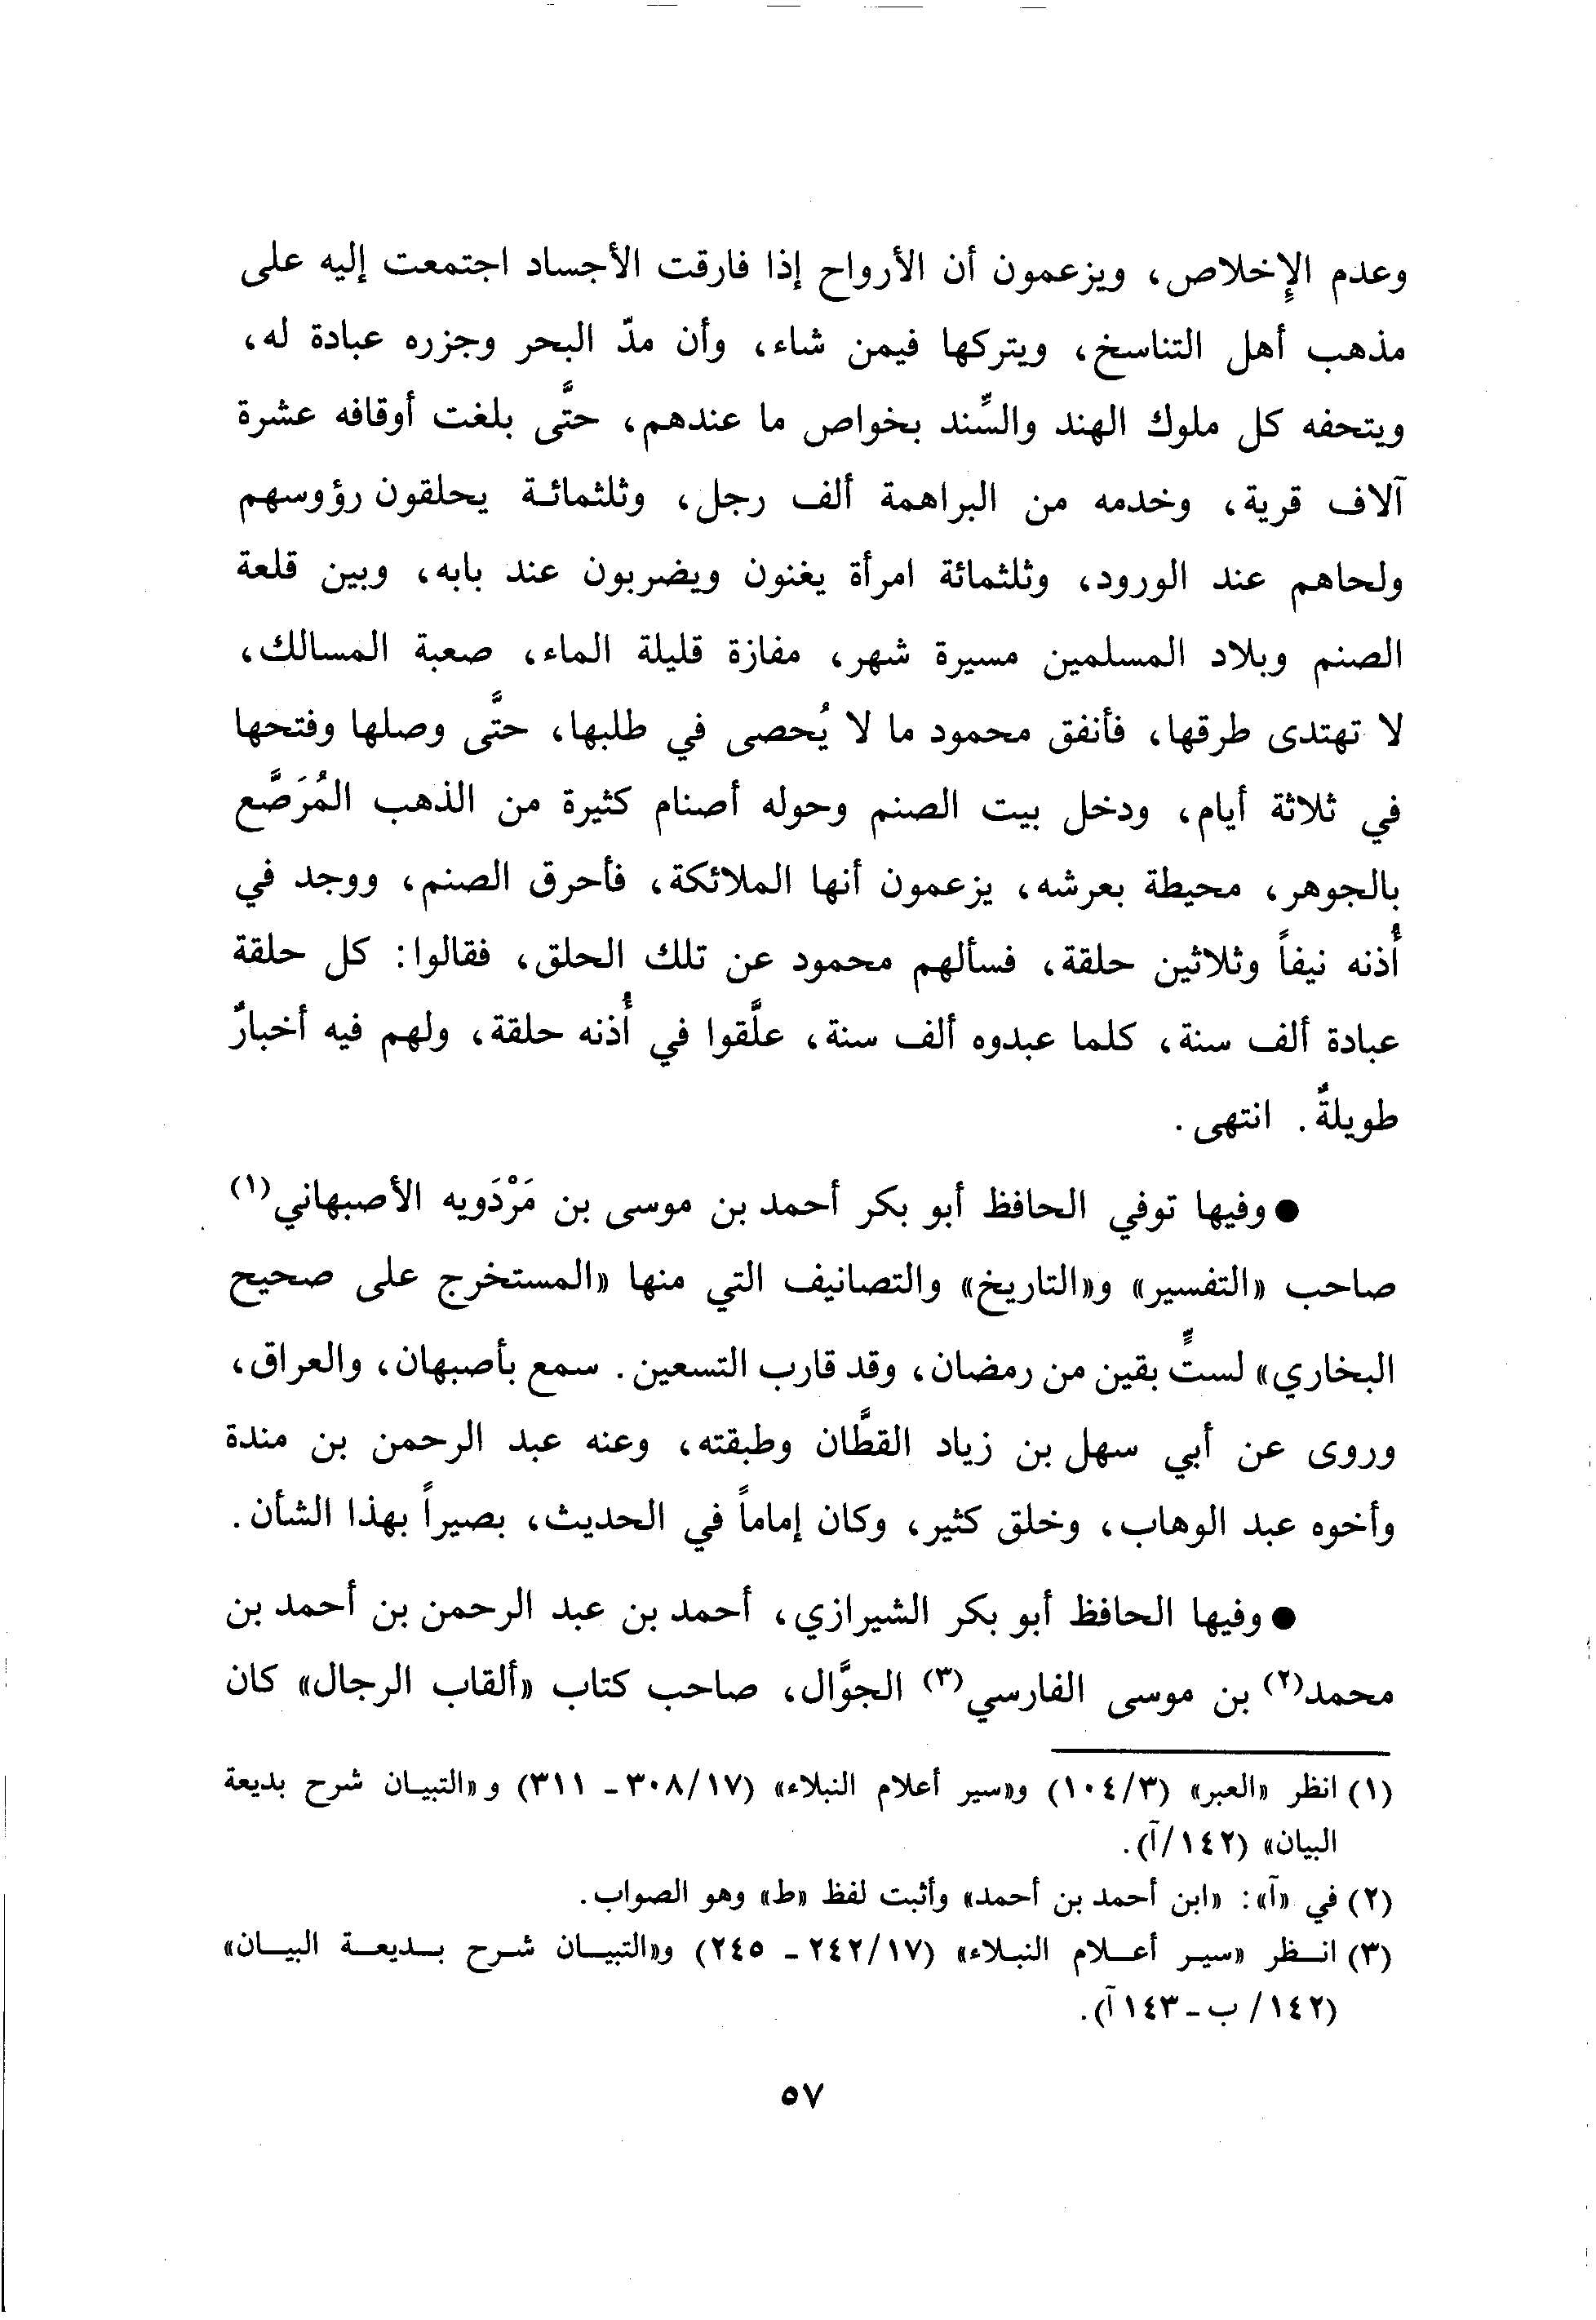 وعدم الإخلاص، ويزعمون أن الأرواح إذا فارقت الأجساد اجتمعت إليه على
مذهب أهل التناسخ، ويتركها فيمن شاء، وأن مدّ البحر وجزره عبادة له،
ويتحفه كل ملوك الهند والسِّند بخواص ما عندهم، حتَّى بلغت أوقافه عشرة
آلاف قرية، وخدمه من البراهمة ألف رجل، وثلثمائة يحلقون رؤوسهم
ولحاهم عند الورود، وثلثمائة امرأة يغنون ويضربون عند بابه، وبين قلعة
الصنم وبلاد المسلمين مسيرة شهر، مفازة قليلة الماء، صعبة المسالك،
لا تهتدى طرقها، فأنفق محمود ما لا يُحصى في طلبها، حتَّى وصلها وفتحها
في ثلاثة أيام، ودخل بيت الصنم وحوله أصنام كثيرة من الذهب المُرَصَّع
بالجوهر، محيطة بعرشه، يزعمون أنها الملائكة، فأحرق الصنم، ووجد في
أُذنه نيفاً وثلاثين حلقة، فسألهم محمود عن تلك الحلق، فقالوا: كل حلقة
عبادة ألف سنة، كلما عبدوه ألف سنة، علَّقوا في أُذنه حلقة، ولهم فيه أخبارٌ
طويلةٌ. انتهى.
● وفيها توفي الحافظ أبو بكر أحمد بن موسى بن مَرْدَويه الأصبهاني(١)
صاحب «التفسير» و«التاريخ» والتصانيف التي منها «المستخرج على صحيح
البخاري» لستٍّ بقين من رمضان، وقد قارب التسعين. سمع بأصبهان، والعراق،
وروى عن أبي سهل بن زياد القطَّان وطبقته، وعنه عبد الرحمن بن مندة
وأخوه عبد الوهاب، وخلق كثير، وكان إماماً في الحديث، بصيراً بهذا الشأن.
● وفيها الحافظ أبو بكر الشيرازي، أحمد بن عبد الرحمن بن أحمد بن
محمد(٢) بن موسى الفارسي(٣) الجوَّال، صاحب كتاب «ألقاب الرجال» كان
(١) انظر «العبر» (١٠٤/٣) و«سير أعلام النبلاء» (٣٠٨/١٧ - ٣١١) و«التبيان شرح بديعة
البيان» (١٤٢/آ).
(٢) في «آ»: «ابن أحمد بن أحمد» وأثبت لفظ «ط» وهو الصواب.
(٣) انظر «سير أعلام النبلاء» (٢٤٢/١٧ - ٢٤٥) و«التبيان شرح بديعة البيان»
(١٤٢/ ب - ١٤٣ آ).
٥٧